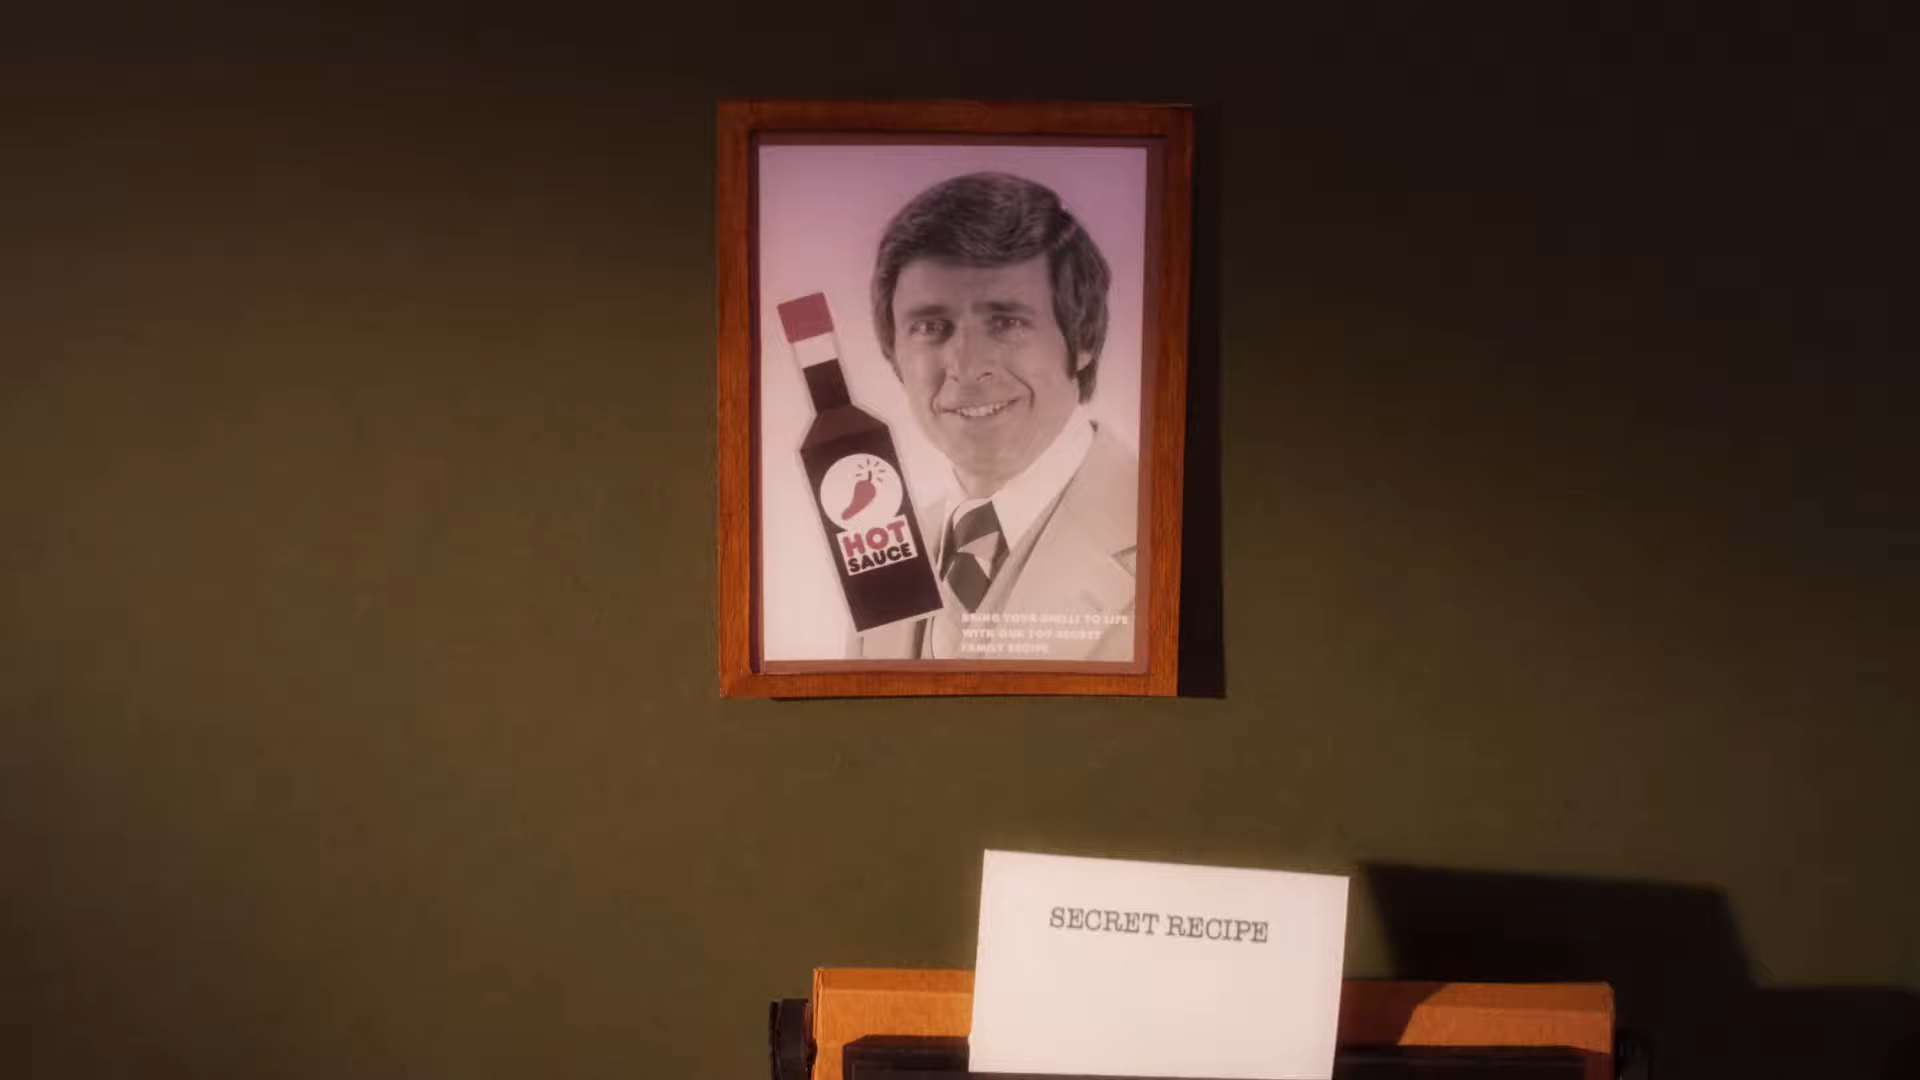 HOT
SAUCE
BRING YOUR CHILLI TO LIFE
WITH OUR TOP SECRET
FAMILY RECIPE
SECRET RECIPE